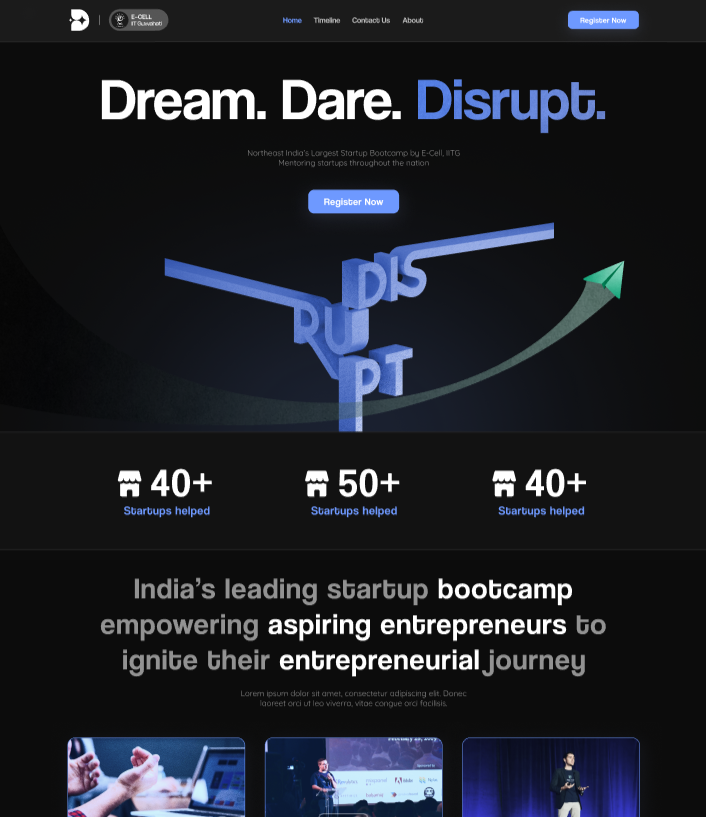 E-CELL
IIT Guwahati
Home Timeline Contact Us About
Register Now
Dream. Dare. Disrupt.
Northeast India's Largest Startup Bootcamp by E-Cell, IITG
Mentoring startups throughout the nation
Register Now
DIS
RU
PT
40+ 50+ 40+
Startups helped Startups helped Startups helped
India's leading startup bootcamp
empowering aspiring entrepreneurs to
ignite their entrepreneurial journey
Lorem ipsum dolor sit amet, consectetur adipiscing elit. Donec
laoreet orci ut leo viverra, vitae congue orci facilisis.